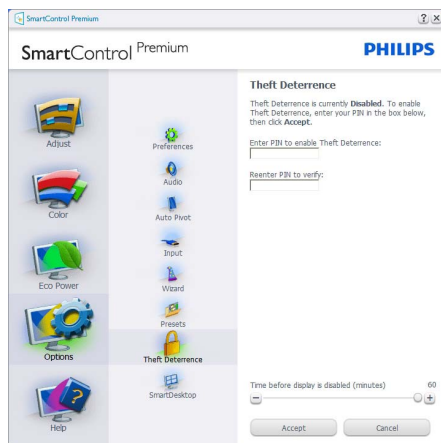 SmartControl Premium
SmartControl Premium
PHILIPS
Adjust
Color
Eco Power
Options
Help
Preferences
Audio
Auto Pivot
Input
Wizard
Presets
Theft Deterrence
SmartDesktop
Theft Deterrence
Theft Deterrence is currently Disabled. To enable
Theft Deterrence, enter your PIN in the box below,
then click Accept.
Enter PIN to enable Theft Deterrence:
Reenter PIN to verify:
Time before display is disabled (minutes) 60
Accept
Cancel